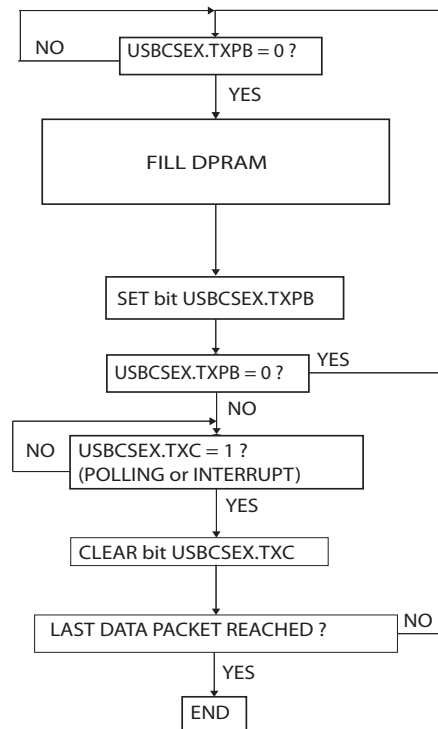 NO
USBCSEX.TXPB = 0 ?
YES
FILL DPRAM
SET bit USBCSEX.TXPB
USBCSEX.TXPB = 0 ?
YES
NO
NO
USBCSEX.TXC = 1 ?
(POLLING or INTERRUPT)
YES
CLEAR bit USBCSEX.TXC
LAST DATA PACKET REACHED ?
NO
YES
END